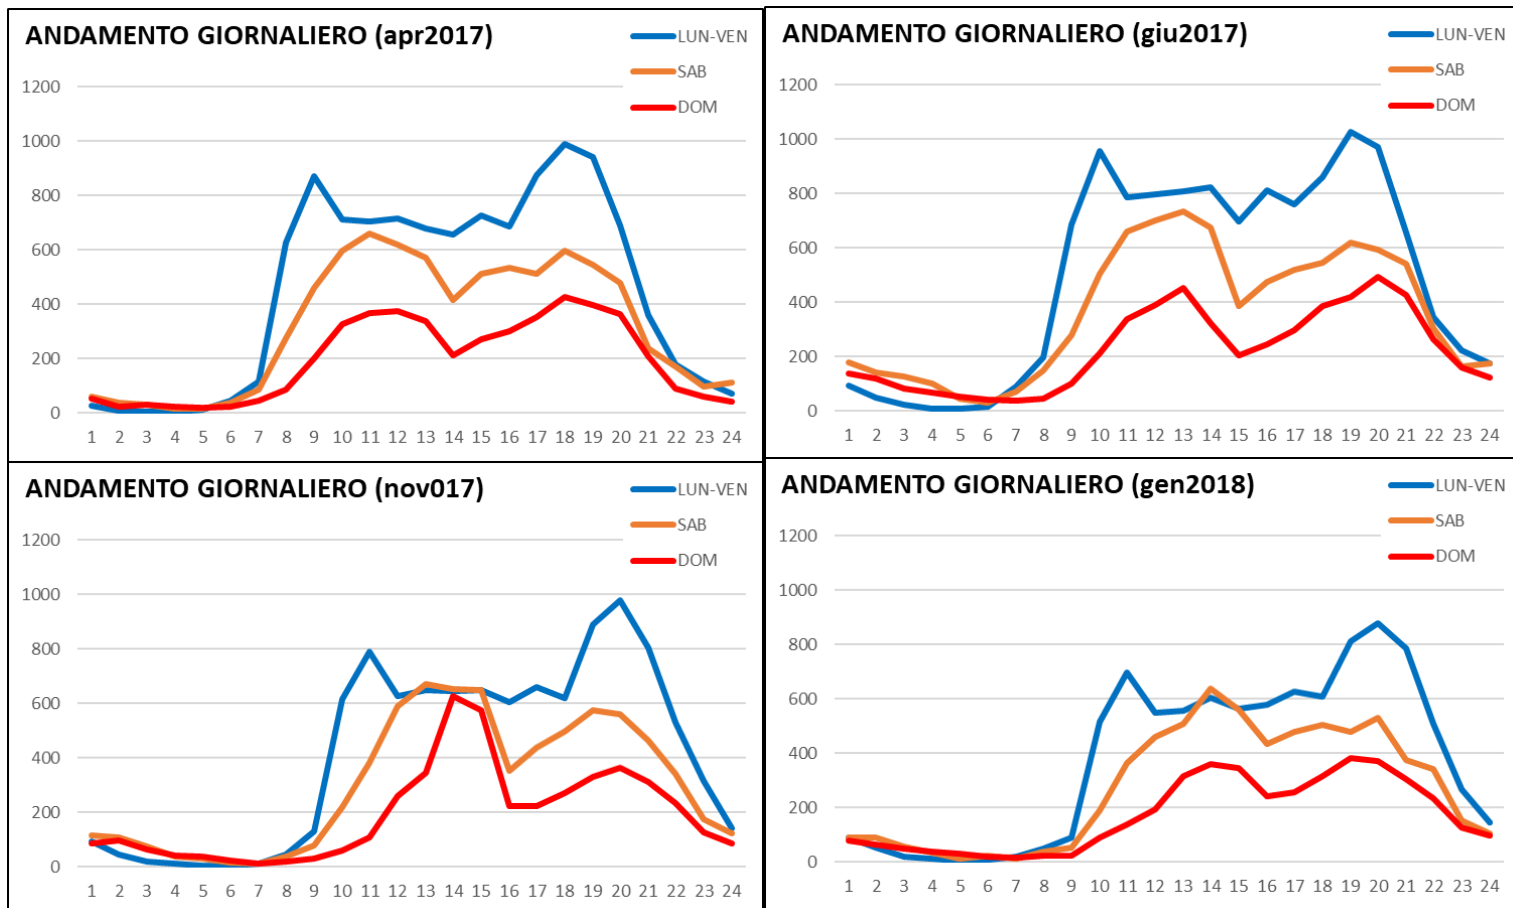 ANDAMENTO GIORNALIERO (apr2017)
LUN-VEN
SAB
DOM
1200
1000
800
600
400
200
0
1 2 3 4 5 6 7 8 9 10 11 12 13 14 15 16 17 18 19 20 21 22 23 24
ANDAMENTO GIORNALIERO (giu2017)
LUN-VEN
SAB
DOM
1200
1000
800
600
400
200
0
1 2 3 4 5 6 7 8 9 10 11 12 13 14 15 16 17 18 19 20 21 22 23 24
ANDAMENTO GIORNALIERO (nov017)
LUN-VEN
SAB
DOM
1200
1000
800
600
400
200
0
1 2 3 4 5 6 7 8 9 10 11 12 13 14 15 16 17 18 19 20 21 22 23 24
ANDAMENTO GIORNALIERO (gen2018)
LUN-VEN
SAB
DOM
1200
1000
800
600
400
200
0
1 2 3 4 5 6 7 8 9 10 11 12 13 14 15 16 17 18 19 20 21 22 23 24